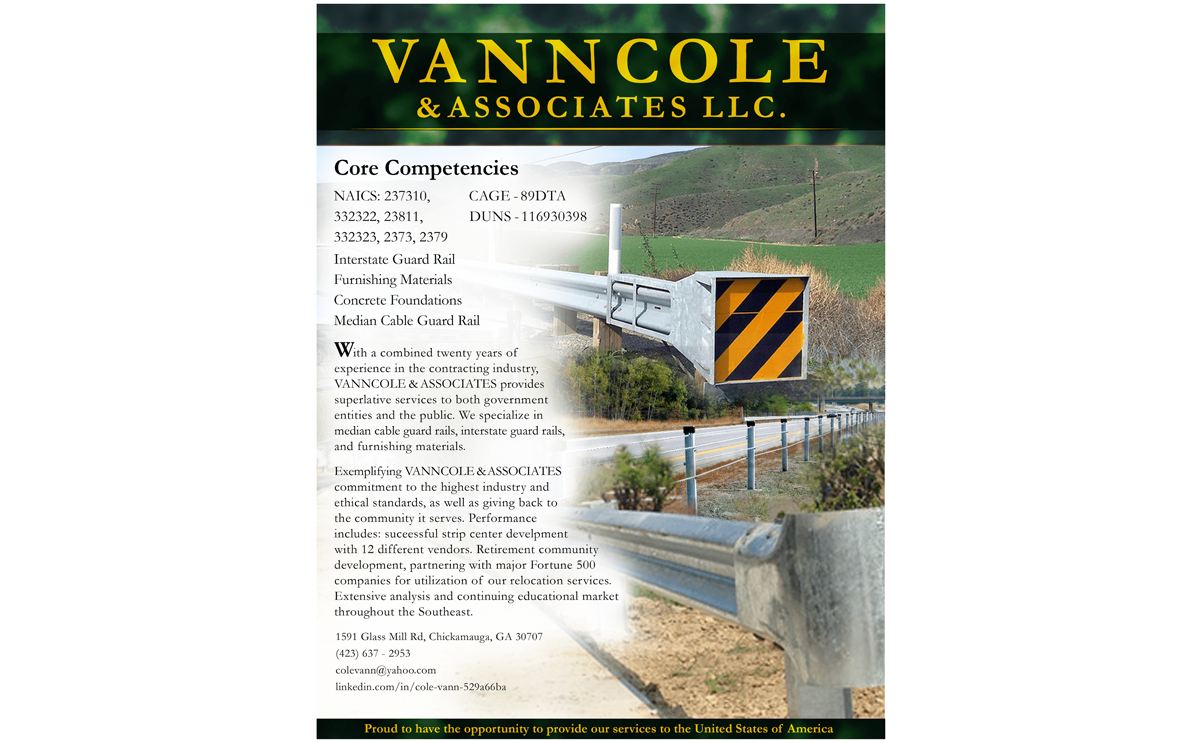 VANNCOLE
& ASSOCIATES LLC.
Core Competencies
NAICS: 237310,
332322, 23811,
332323, 2373, 2379
CAGE - 89DTA
DUNS - 116930398
Interstate Guard Rail
Furnishing Materials
Concrete Foundations
Median Cable Guard Rail
With a combined twenty years of
experience in the contracting industry,
VANNCOLE & ASSOCIATES provides
superlative services to both government
entities and the public. We specialize in
median cable guard rails, interstate guard rails,
and furnishing materials.
Exemplifying VANNCOLE & ASSOCIATES
commitment to the highest industry and
ethical standards, as well as giving back to
the community it serves. Performance
includes: suceessful strip center develpment
with 12 different vendors. Retirement community
development, partnering with major Fortune 500
companies for utilization of our relocation services.
Extensive analysis and continuing educational market
throughout the Southeast.
1591 Glass Mill Rd, Chickamauga, GA 30707
(423) 637 - 2953
colevann@yahoo.com
linkedin.com/in/cole-vann-529a66ba
Proud to have the opportunity to provide our services to the United States of America